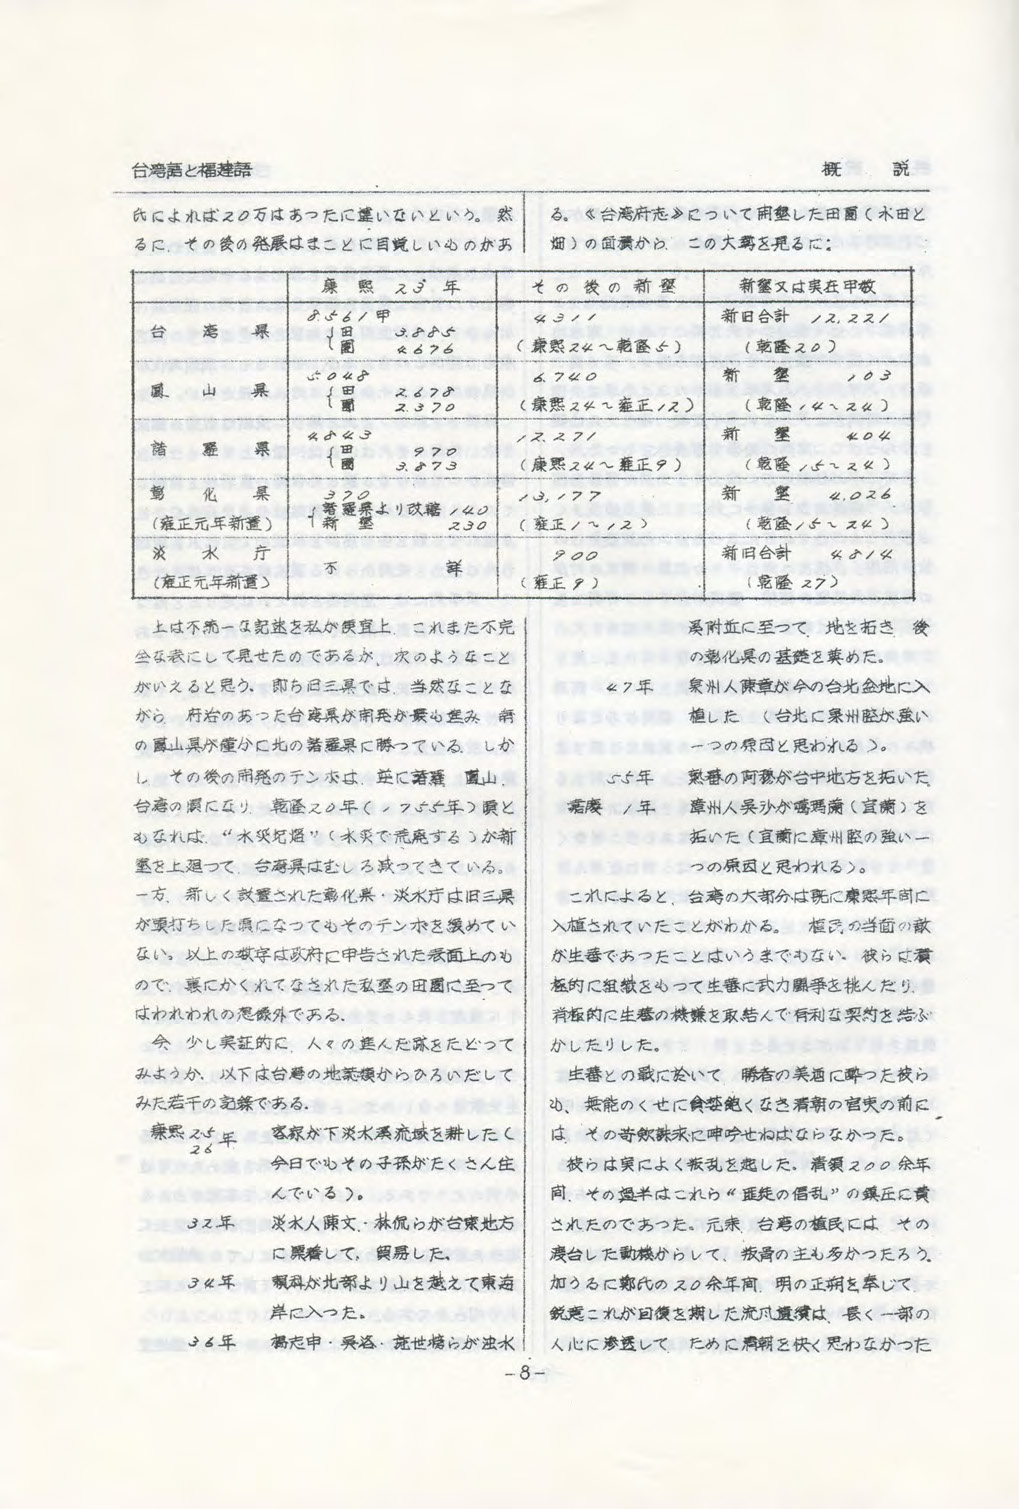 台湾語と福建語
概 説
氏によれば20万はあったに違いないという。然
るに、その後の発展はまことに目覚しいものがあ
る。≪台湾府志≫について開墾した田園(水田と
畑)の面積から、この大勢を見るに:
康 熙 23 年
その後の新墾
新墾又は実在甲数
台 湾 県
8.561甲
(田 3.885
(園 4.676
4.311
(康熙24~乾隆5)
新旧合計 12.221
(乾隆20)
鳳 山 県
5.048
(田 2.678
(園 2.370
6.740
(康熙24~雍正12)
新 墾 103
(乾隆14~24)
諸 羅 県
4.843
(田 970
(園 3.873
12.271
(康熙24~雍正9)
新 墾 404
(乾隆15~24)
彰 化 県
(雍正元年新置)
370
(諸羅県より改隷 140
(新 墾 230
13,177
(雍正1~12)
新 墾 4.026
(乾隆15~24)
淡 水 庁
(雍正元年新置)
不 詳
900
(雍正9)
新旧合計 4814
(乾隆27)
上は不統一な記述を私が便宜上、これまた不完
全な表にして見せたのであるが、次のようなこと
がいえると思う。即ち旧三県では、当然なことな
がら、府治のあった台湾県が開発が最も進み、南
の鳳山県が僅かに北の諸羅県に勝っている。しか
し、その後の開発のテンポは、逆に諸羅、鳳山、
台湾の順になり、乾隆20年(1755年)頃と
もなれば、“水災圮塌”(水災で荒廃する)が新
墾を上廻って、台湾県はむしろ減ってきている。
一方、新しく設置された彰化県・淡水庁は旧三県
が頭打ちした頃になってもそのテンポを緩めてい
ない。以上の数字は政府に申告された表面上のも
ので、裏にかくれてなされた私墾の田園に至って
はわれわれの想像外である。
今、少し実証的に、人々の進んだ跡をたどって
みようか。以下は台湾の地誌類からひろいだして
みた若干の記録である。
康熙25
26年 客家が下淡水溪流域を耕した(
今日でもその子孫がたくさん住
んでいる)。
32年 淡水人陳文・林侃らが台東地方
に漂着して、貿易した。
34年 頼科が北部より山を越えて東海
岸に入った。
36年 楊志申・呉洛・施世榜らが濁水
溪附近に至って、地を拓き、後
の彰化県の基礎を奠めた。
47年 泉州人陳章が今の台北盆地に入
植した (台北に泉州腔が強い
一つの原因と思われる)。
55年 熟番の阿穆が台中地方を拓いた。
嘉慶 1年 漳州人呉沙が蛤瑪蘭(宜蘭)を
拓いた(宜蘭に漳州腔の強い一
つの原因と思われる)。
これによると、台湾の大部分は既に康熙年間に
入植されていたことがわかる。 植民の当面の敵
が生番であったことはいうまでもない。彼らは積
極的に組織をもって生番に武力闘争を挑んだり、
消極的に生番の機嫌を取結んで有利な契約を結ぶ
かしたりした。
生番との戦に於いて、勝者の美酒に酔った彼ら
も、無能のくせに貪婪飽くなき清朝の官吏の前に
は、その苛歛誅求に呻吟せねばならなかった。
彼らは実によく叛乱を起した。清領200余年
間、その過半はこれら“匪徒の倡乱”の鎮圧に費
されたのであった。元来、台湾の植民には、その
渡台した動機からして、叛骨の主も多かったろう。
加うるに鄭氏の20余年間、明の正朔を奉じて、
鋭意これが回復を期した流風遺績は、長く一部の
人心に滲透して、ために清朝を快く思わなかった
-8-